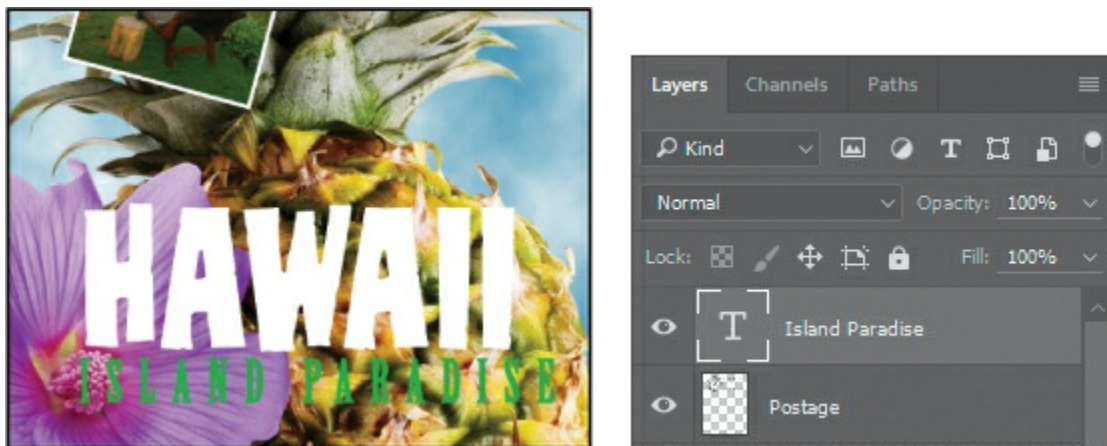 HAWAII
ISLAND PARADISE
Layers Channels Paths
Kind
Normal Opacity: 100%
Lock: Fill: 100%
T Island Paradise
Postage